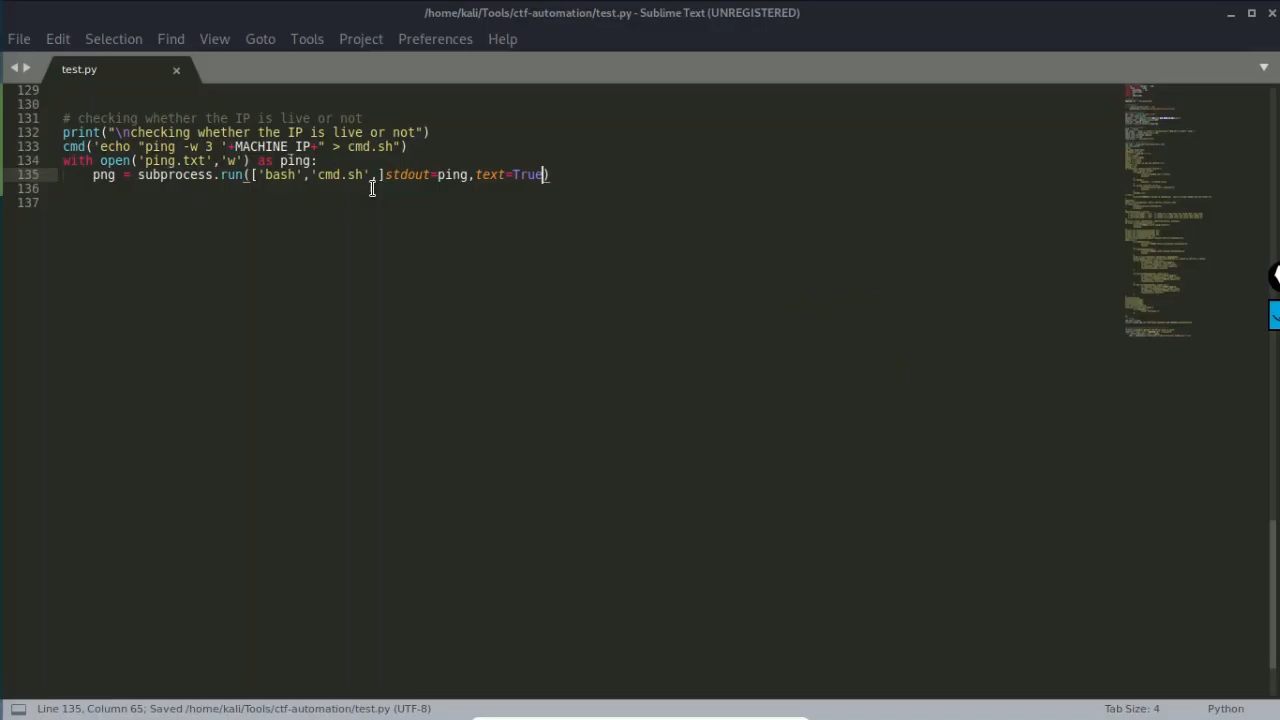 /home/kali/Tools/ctf-automation/test.py - Sublime Text (UNREGISTERED)
File Edit Selection Find View Goto Tools Project Preferences Help
test.py
129
130
131 # checking whether the IP is live or not
132 print("\nchecking whether the IP is live or not")
133 cmd('echo "ping -w 3 '+MACHINE_IP+" > cmd.sh")
134 with open('ping.txt','w') as ping:
135 png = subprocess.run(['bash','cmd.sh',]stdout=ping,text=True)
136
137
Line 135, Column 65; Saved /home/kali/Tools/ctf-automation/test.py (UTF-8)
Tab Size: 4
Python